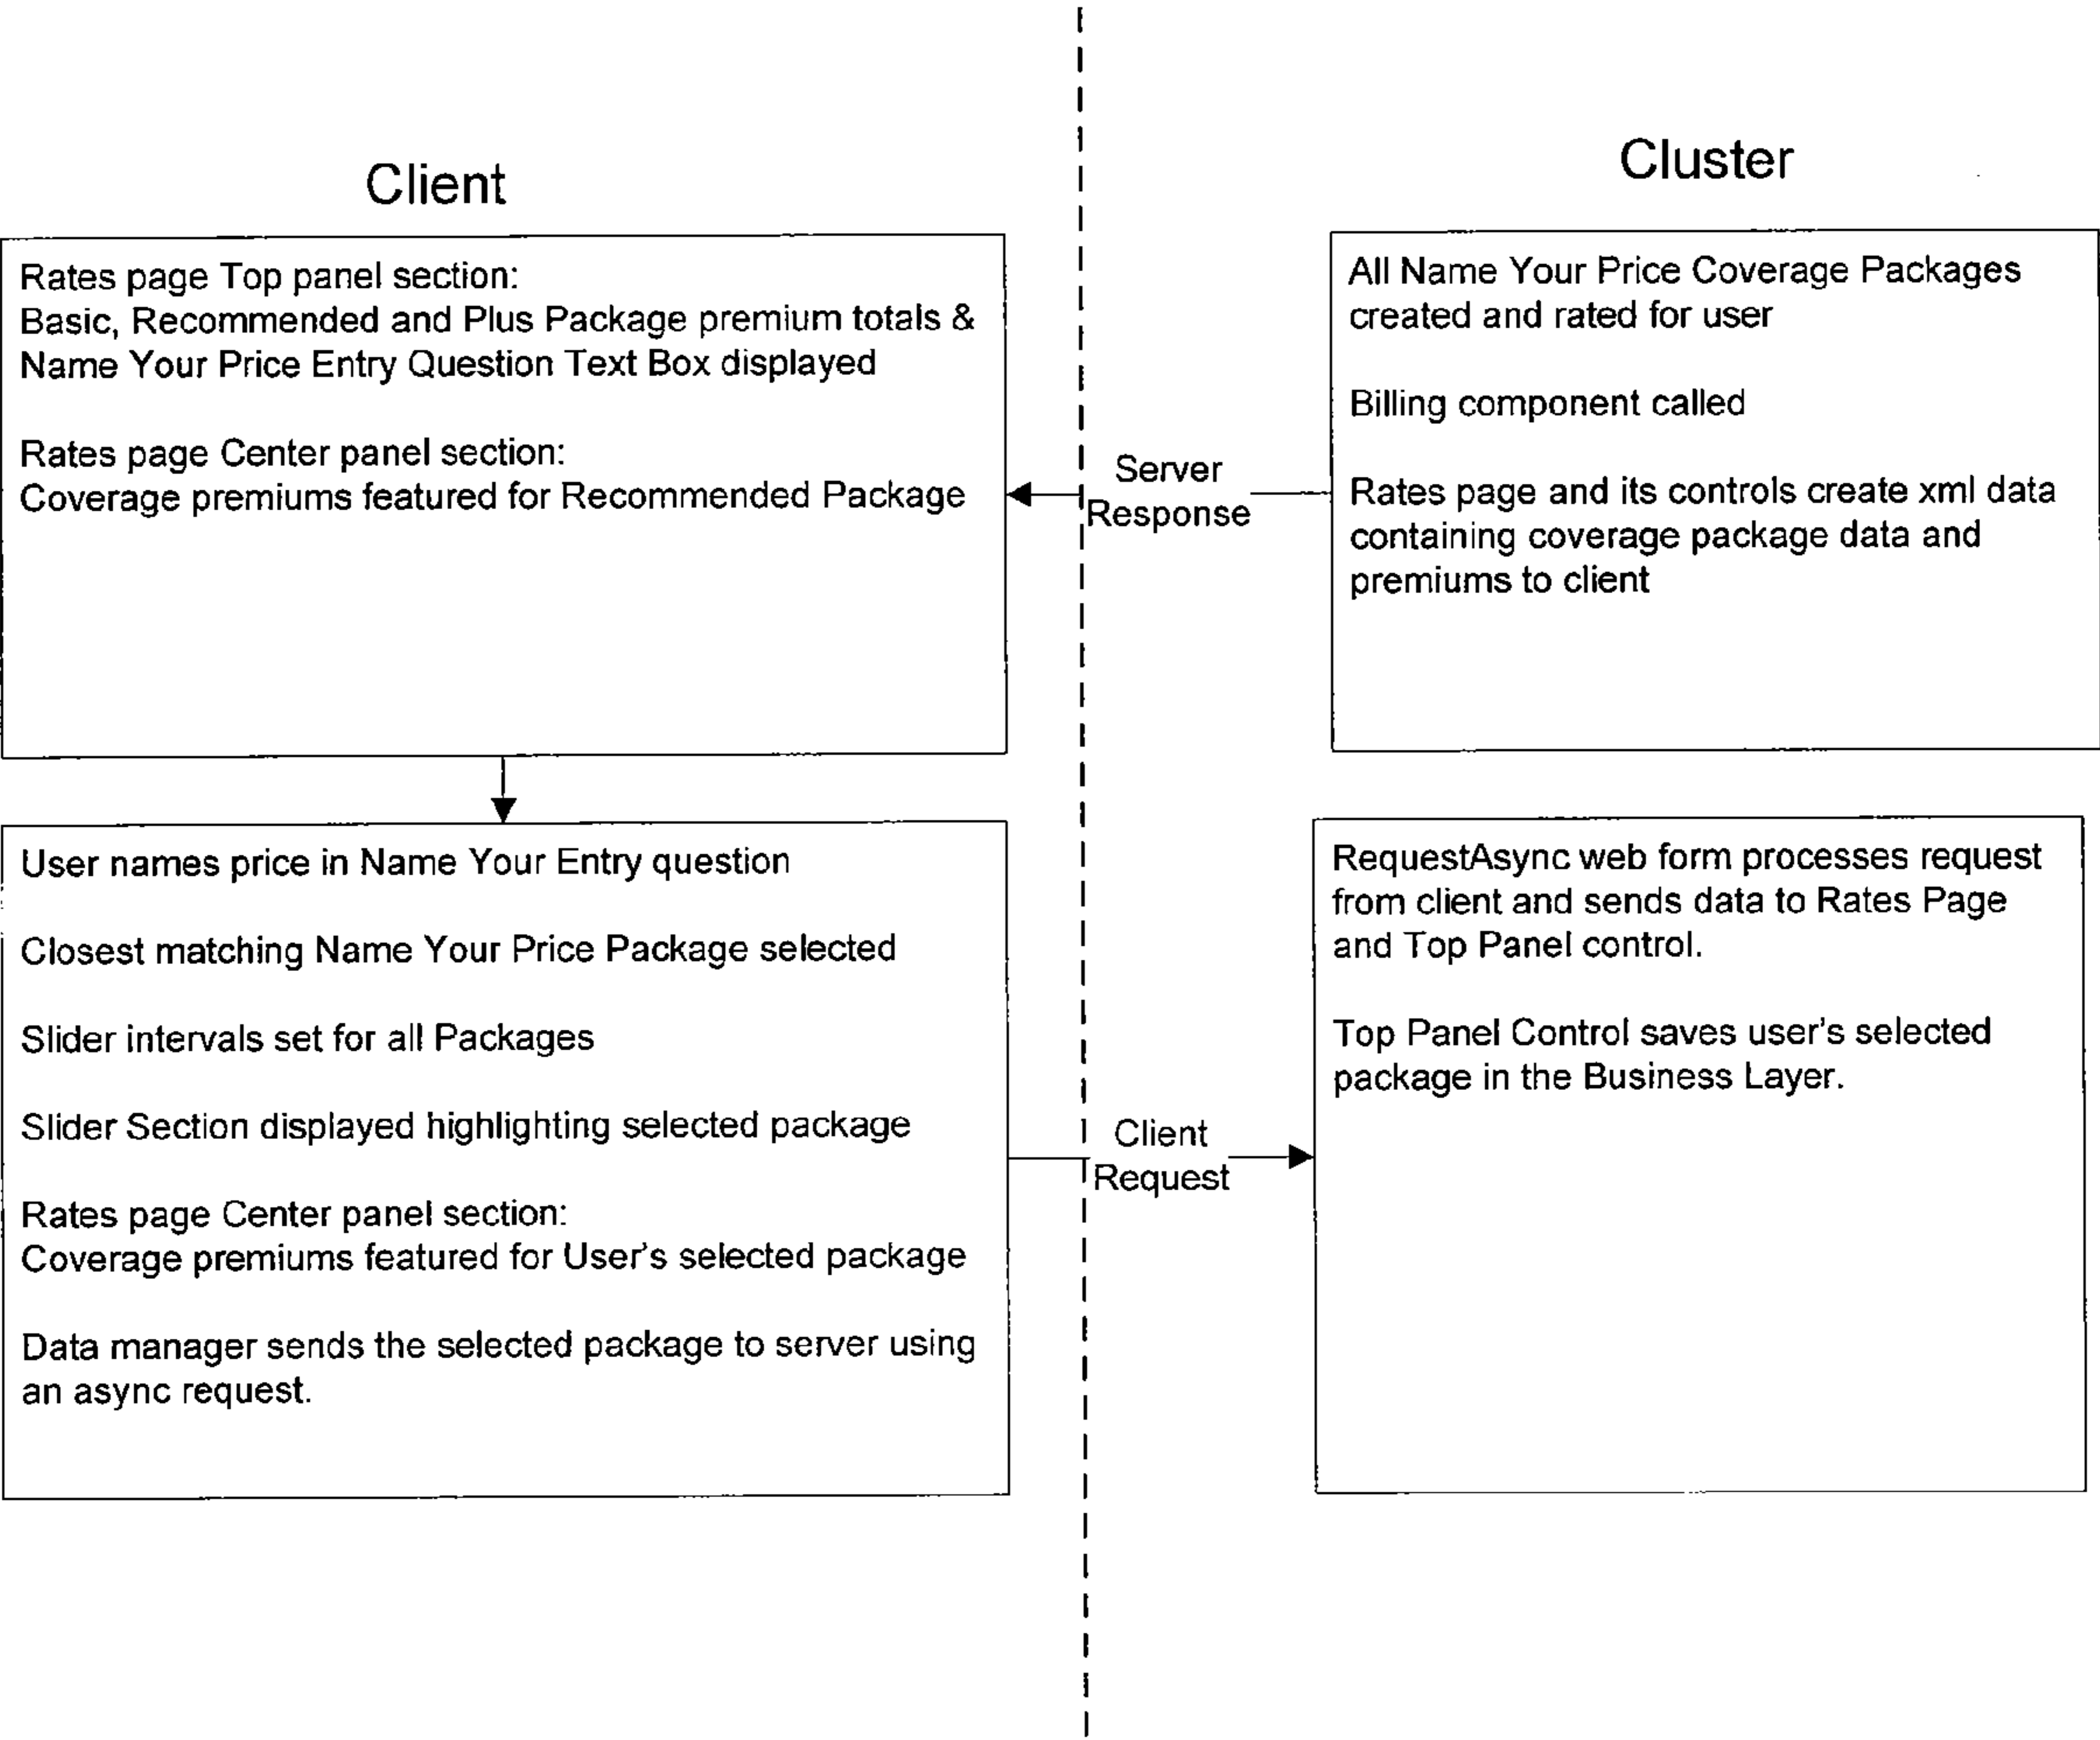 Client
Cluster
Rates page Top panel section:
Basic, Recommended and Plus Package premium totals &
Name Your Price Entry Question Text Box displayed
Rates page Center panel section:
Coverage premiums featured for Recommended Package
Server
Response
All Name Your Price Coverage Packages
created and rated for user
Billing component called
Rates page and its controls create xml data
containing coverage package data and
premiums to client
User names price in Name Your Entry question
Closest matching Name Your Price Package selected
Slider intervals set for all Packages
Slider Section displayed highlighting selected package
Rates page Center panel section:
Coverage premiums featured for User's selected package
Data manager sends the selected package to server using
an async request.
Client
Request
RequestAsync web form processes request
from client and sends data to Rates Page
and Top Panel control.
Top Panel Control saves user's selected
package in the Business Layer.